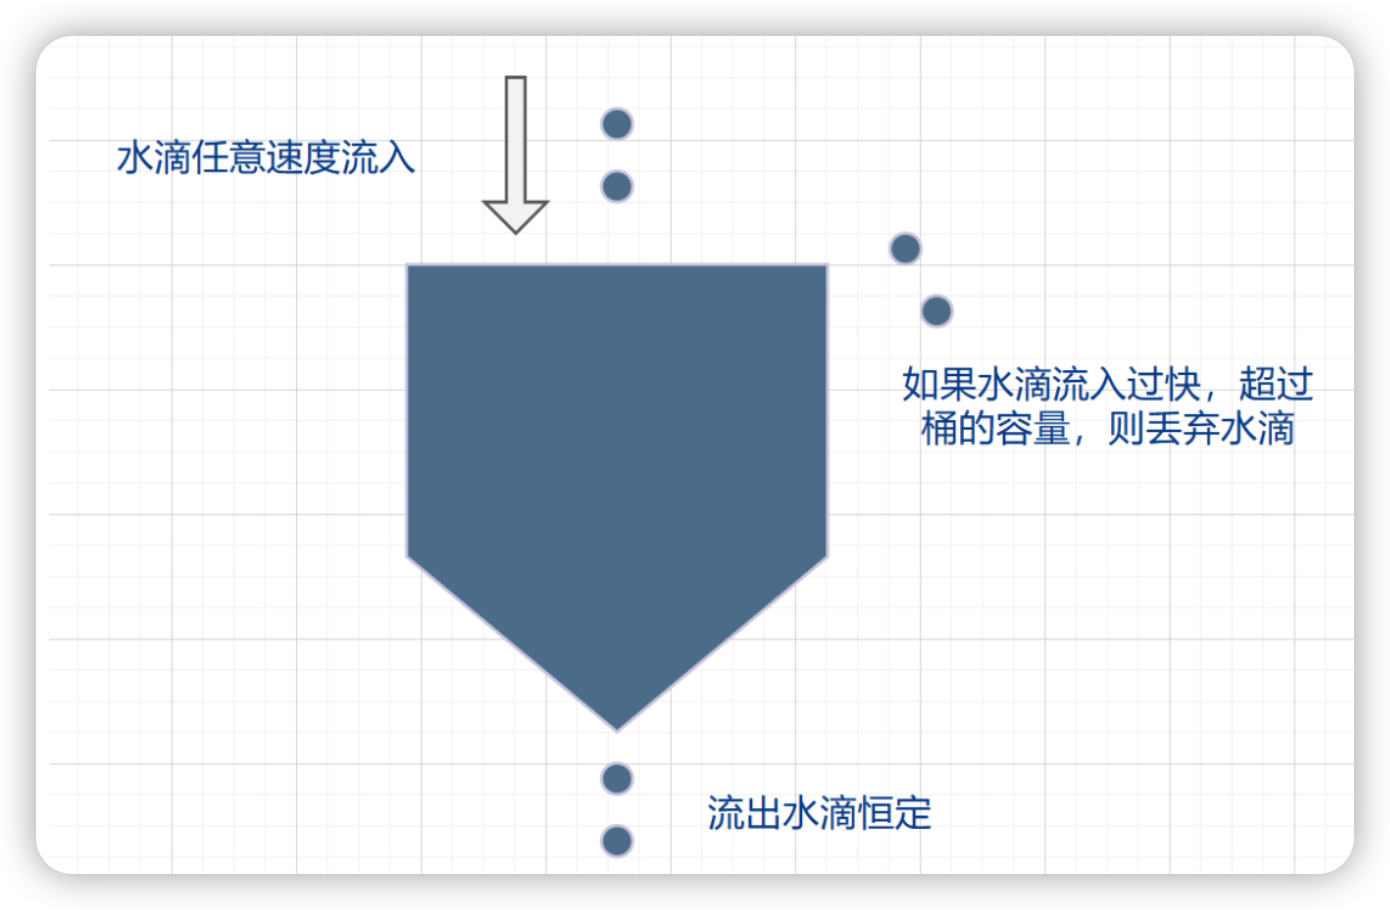 水滴任意速度流入
如果水滴流入过快，超过
桶的容量，则丢弃水滴
流出水滴恒定